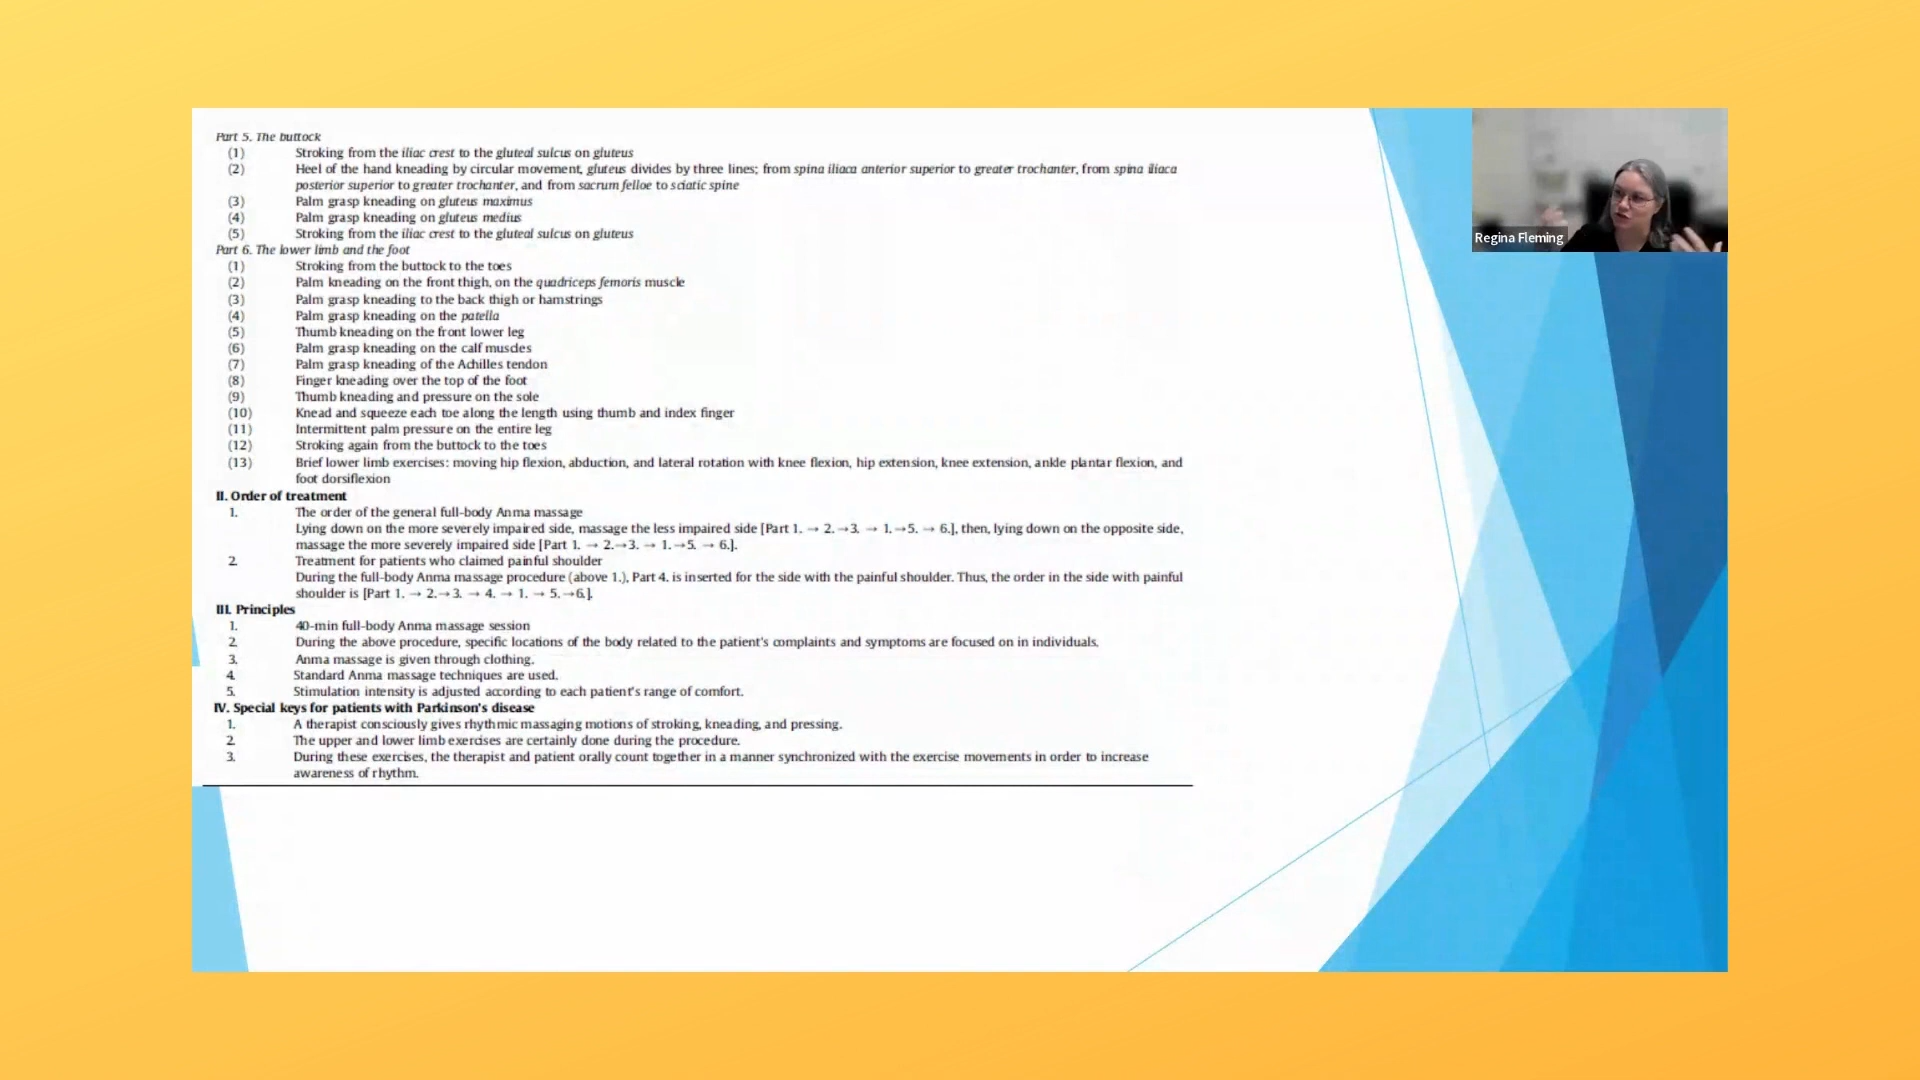 Part 5. The buttock
(1) Stroking from the iliac crest to the gluteal sulcus on gluteus
(2) Heel of the hand kneading by circular movement, gluteus divides by three lines; from spina iliaca anterior superior to greater trochanter, from spina iliaca
posterior superior to greater trochanter, and from sacrum felloe to sciatic spine
(3) Palm grasp kneading on gluteus maximus
(4) Palm grasp kneading on gluteus medius
(5) Stroking from the iliac crest to the gluteal sulcus on gluteus
Part 6. The lower limb and the foot
(1) Stroking from the buttock to the toes
(2) Palm kneading on the front thigh, on the quadriceps femoris muscle
(3) Palm grasp kneading to the back thigh or hamstrings
(4) Palm grasp kneading on the patella
(5) Thumb kneading on the front lower leg
(6) Palm grasp kneading on the calf muscles
(7) Palm grasp kneading of the Achilles tendon
(8) Finger kneading over the top of the foot
(9) Thumb kneading and pressure on the sole
(10) Knead and squeeze each toe along the length using thumb and index finger
(11) Intermittent palm pressure on the entire leg
(12) Stroking again from the buttock to the toes
(13) Brief lower limb exercises: moving hip flexion, abduction, and lateral rotation with knee flexion, hip extension, knee extension, ankle plantar flexion, and
foot dorsiflexion
II. Order of treatment
1. The order of the general full-body Anma massage
Lying down on the more severely impaired side, massage the less impaired side [Part 1. → 2.→3. → 1.→5. → 6.], then, lying down on the opposite side,
massage the more severely impaired side [Part 1. → 2.→3. → 1.→5. → 6.].
2. Treatment for patients who claimed painful shoulder
During the full-body Anma massage procedure (above 1.), Part 4. is inserted for the side with the painful shoulder. Thus, the order in the side with painful
shoulder is [Part 1. → 2.→3. → 4. → 1. → 5.→6.].
III. Principles
1. 40-min full-body Anma massage session
2. During the above procedure, specific locations of the body related to the patient's complaints and symptoms are focused on in individuals.
3. Anma massage is given through clothing.
4. Standard Anma massage techniques are used.
5. Stimulation intensity is adjusted according to each patient's range of comfort.
IV. Special keys for patients with Parkinson's disease
1. A therapist consciously gives rhythmic massaging motions of stroking, kneading, and pressing.
2. The upper and lower limb exercises are certainly done during the procedure.
3. During these exercises, the therapist and patient orally count together in a manner synchronized with the exercise movements in order to increase
awareness of rhythm.
Regina Fleming